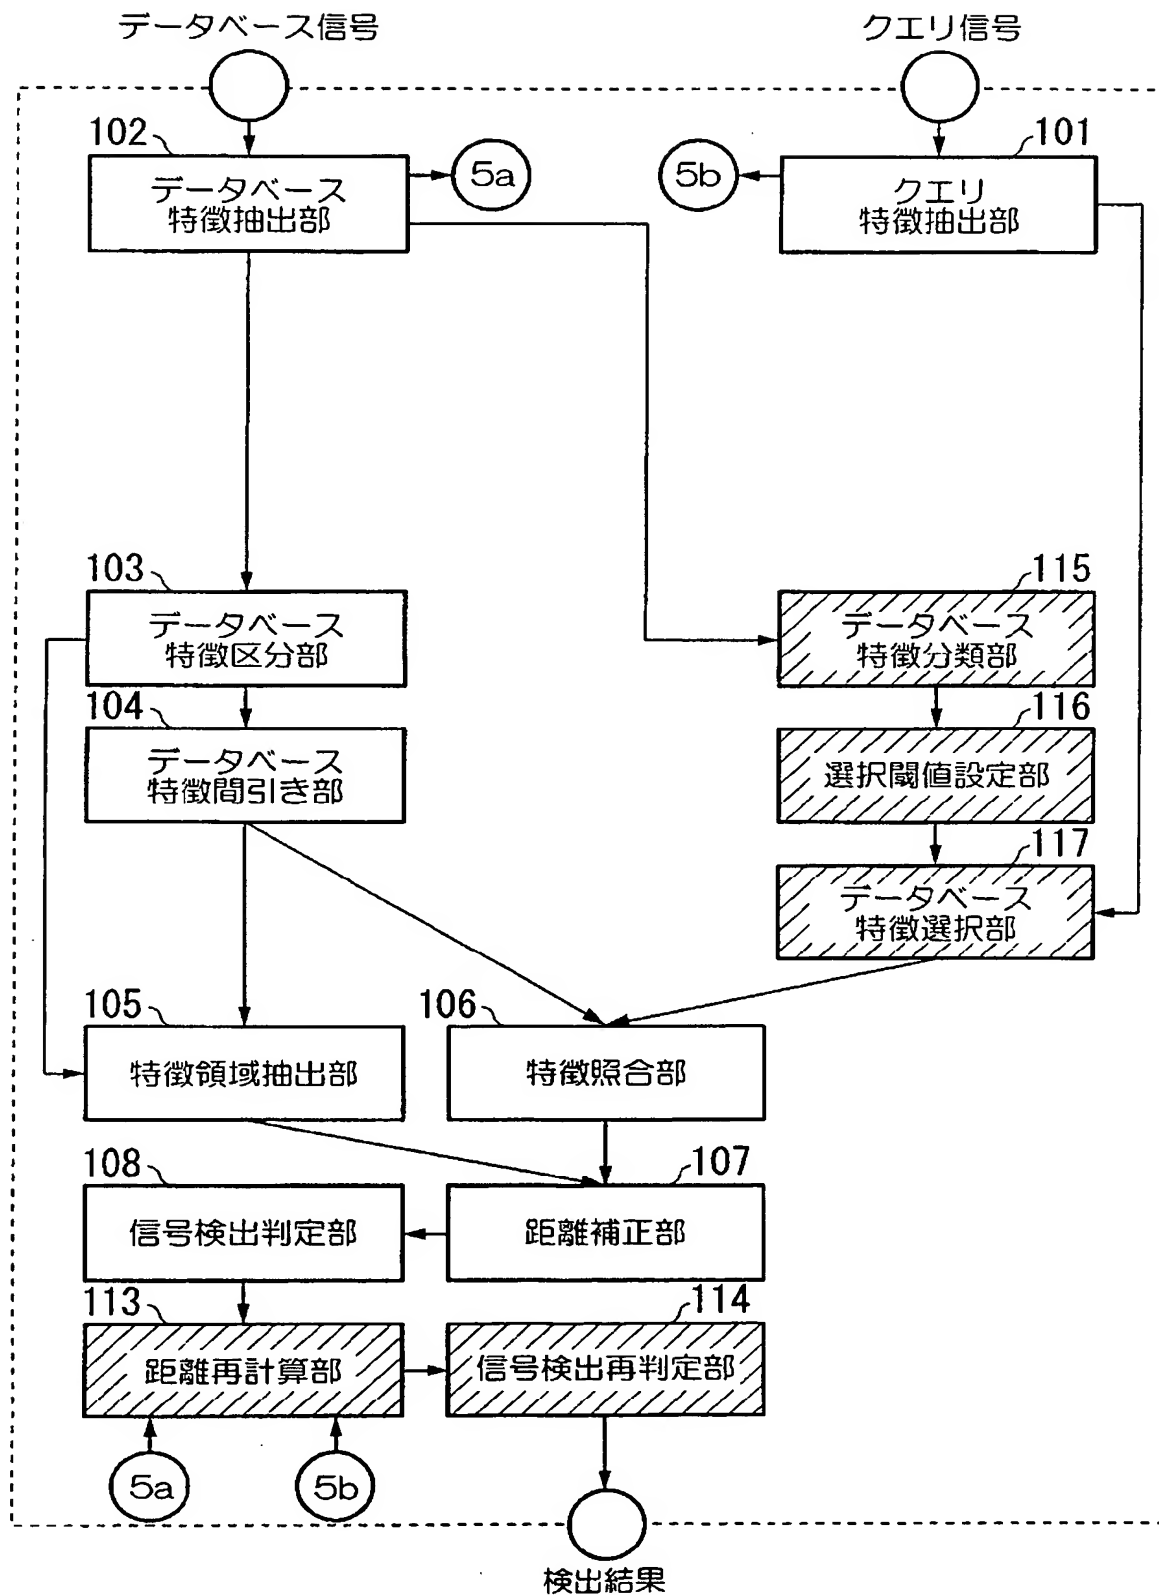 データベース信号
クエリ信号
102
101
5a
5b
データベース
特徴抽出部
クエリ
特徴抽出部
103
115
データベース
特徴区分部
データベース
特徴分類部
104
116
データベース
特徴間引き部
選択閾値設定部
117
データベース
特徴選択部
105
106
特徴領域抽出部
特徴照合部
108
107
信号検出判定部
距離補正部
113
114
距離再計算部
信号検出再判定部
5a
5b
検出結果